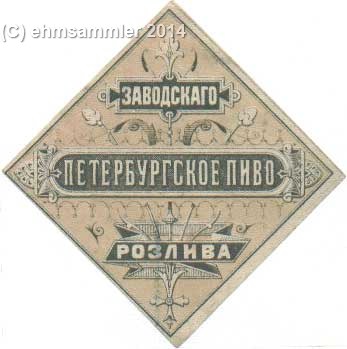 (C) ehmsammler 2014
ЗАВОДСКАГО
ПЕТЕРБУРГСКОЕ ПИВО
РОЗЛИВА